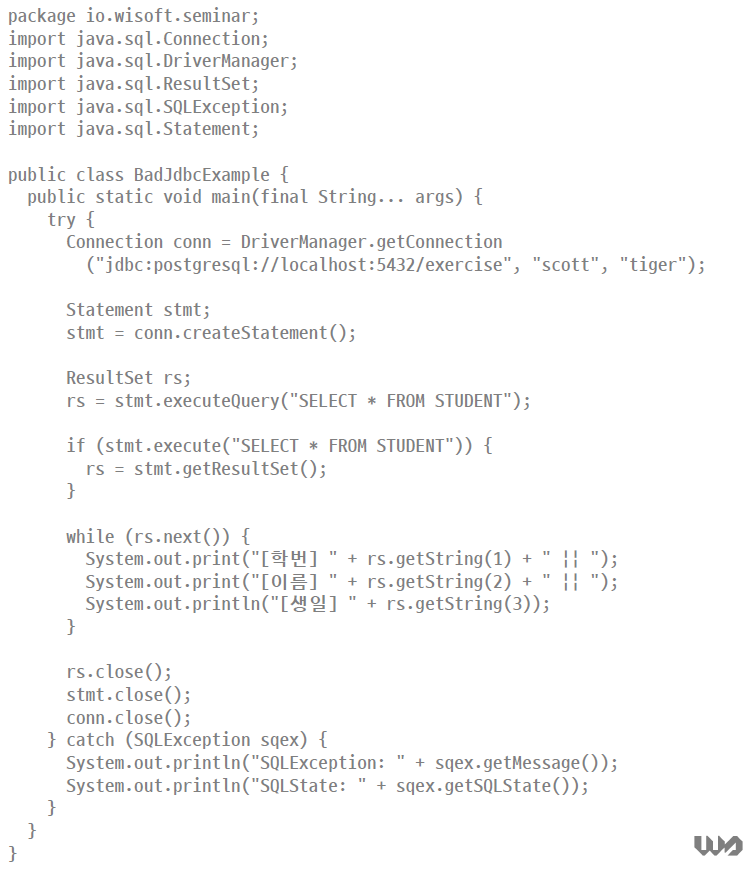 package io.wisoft.seminar;
import java.sql.Connection;
import java.sql.DriverManager;
import java.sql.ResultSet;
import java.sql.SQLException;
import java.sql.Statement;

public class BadJdbcExample {
  public static void main(final String... args) {
    try {
      Connection conn = DriverManager.getConnection
        ("jdbc:postgresql://localhost:5432/exercise", "scott", "tiger");

      Statement stmt;
      stmt = conn.createStatement();

      ResultSet rs;
      rs = stmt.executeQuery("SELECT * FROM STUDENT");

      if (stmt.execute("SELECT * FROM STUDENT")) {
        rs = stmt.getResultSet();
      }

      while (rs.next()) {
        System.out.print("[학번] " + rs.getString(1) + " || ");
        System.out.print("[이름] " + rs.getString(2) + " || ");
        System.out.println("[생일] " + rs.getString(3));
      }

      rs.close();
      stmt.close();
      conn.close();
    } catch (SQLException sqex) {
      System.out.println("SQLException: " + sqex.getMessage());
      System.out.println("SQLState: " + sqex.getSQLState());
    }
  }
}